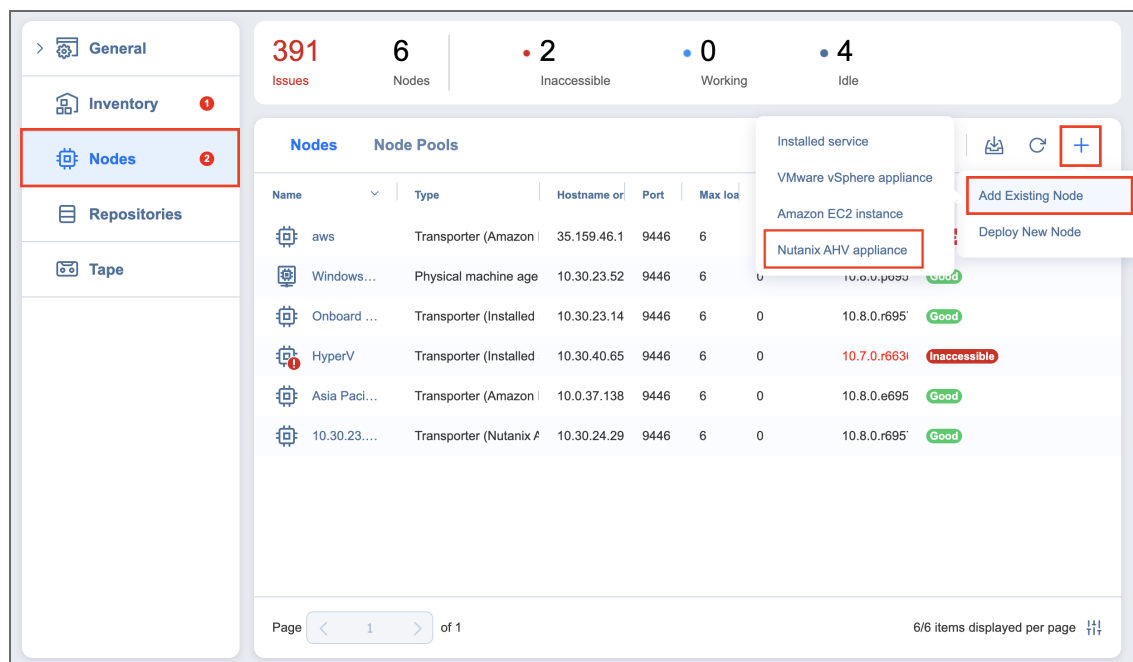 General
Inventory 1
Nodes 2
Repositories
Tape
391 6 2 0 4
Issues Nodes Inaccessible Working Idle
Nodes Node Pools
Installed service
VMware vSphere appliance
Amazon EC2 instance
Nutanix AHV appliance
Add Existing Node
Deploy New Node
Name Type Hostname or Port Max loa
aws Transporter (Amazon 35.159.46.1 9446 6
Windows... Physical machine age 10.30.23.52 9446 6 0 10.8.0.p695 Good
Onboard ... Transporter (Installed 10.30.23.14 9446 6 0 10.8.0.r695 Good
HyperV Transporter (Installed 10.30.40.65 9446 6 0 10.7.0.r663 Inaccessible
Asia Paci... Transporter (Amazon 10.0.37.138 9446 6 0 10.8.0.e695 Good
10.30.23.... Transporter (Nutanix A 10.30.24.29 9446 6 0 10.8.0.r695 Good
Page 1 of 1
6/6 items displayed per page